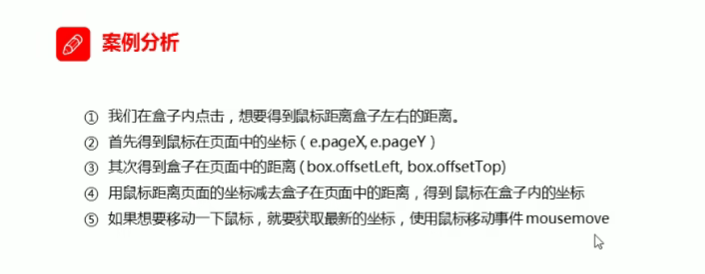 案例分析
① 我们在盒子内点击，想要得到鼠标距离盒子左右的距离。
② 首先得到鼠标在页面中的坐标（e.pageX, e.pageY）
③ 其次得到盒子在页面中的距离 ( box.offsetLeft, box.offsetTop)
④ 用鼠标距离页面的坐标减去盒子在页面中的距离，得到 鼠标在盒子内的坐标
⑤ 如果想要移动一下鼠标，就要获取最新的坐标，使用鼠标移动事件 mousemove